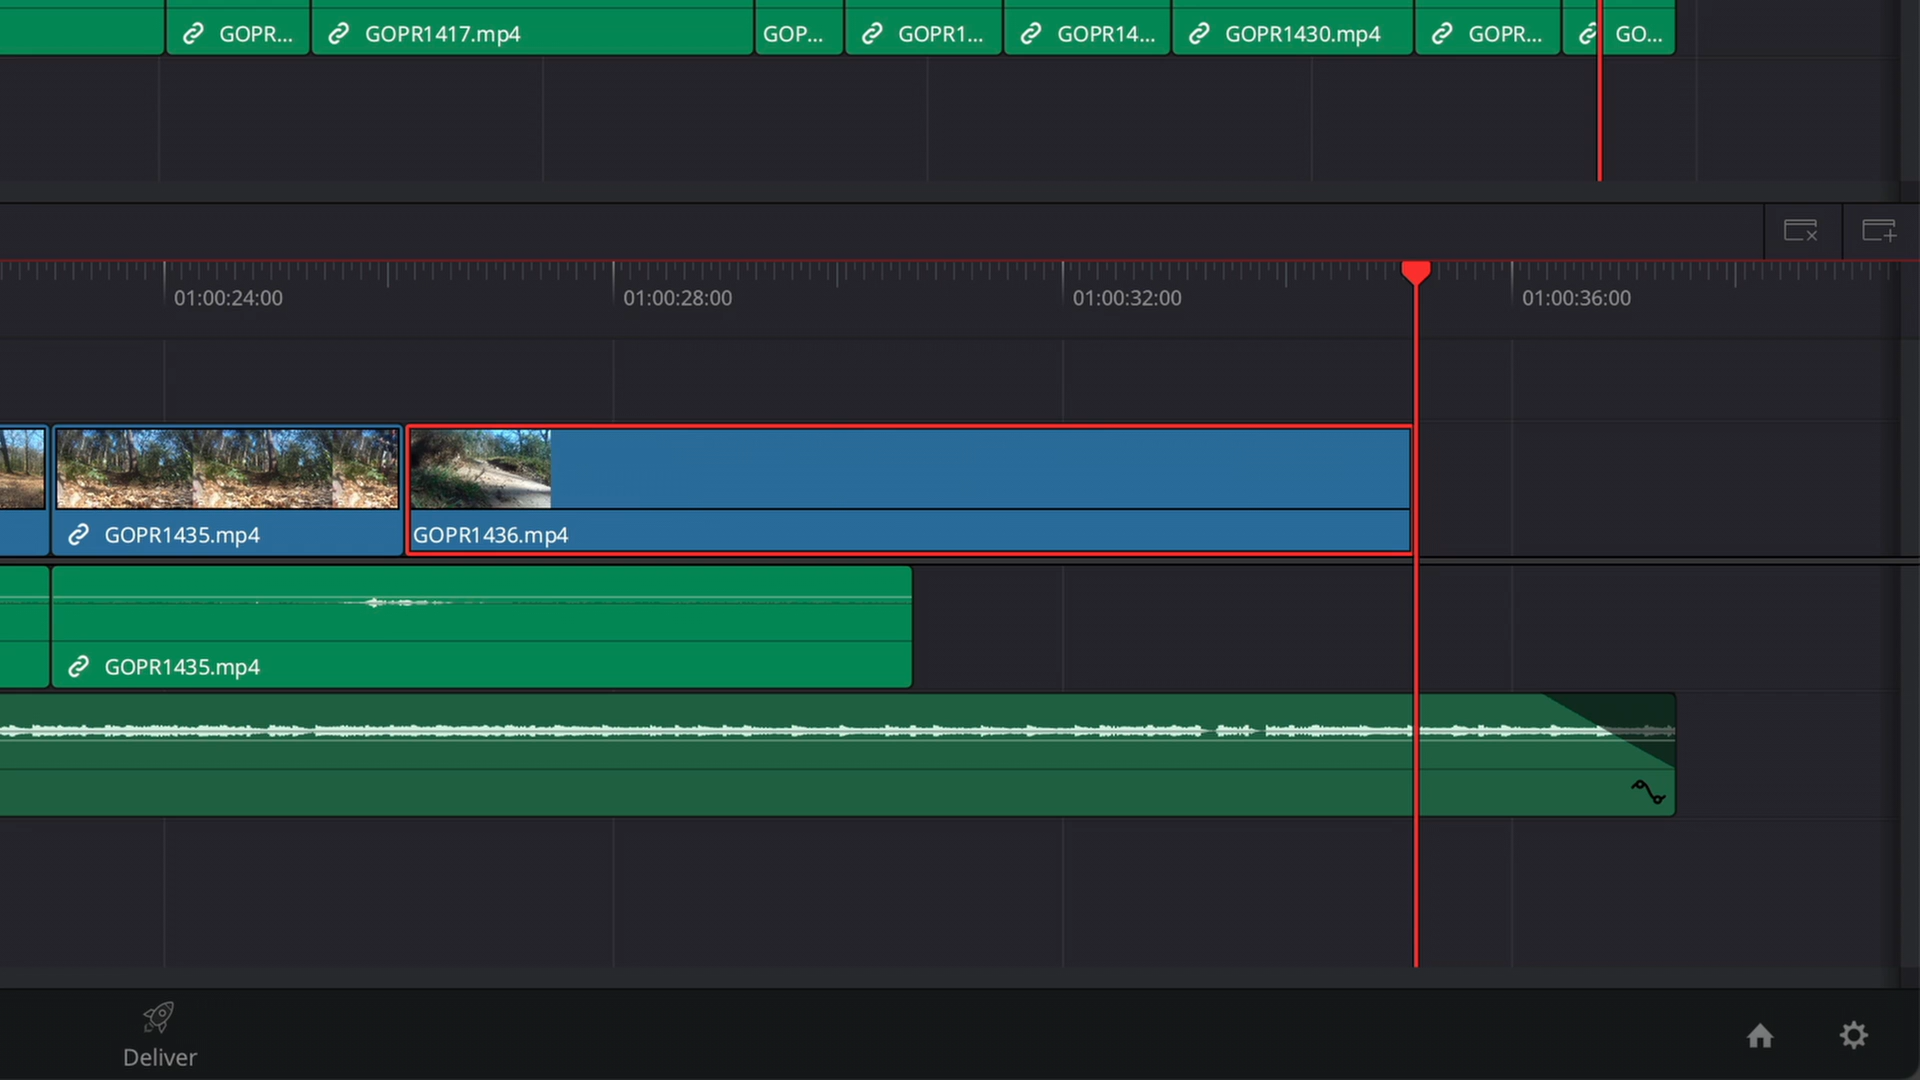 GOPR...
GOPR1417.mp4
GOP...
GOPR1...
GOPR14...
GOPR1430.mp4
GOPR...
GO...
01:00:24:00
01:00:28:00
01:00:32:00
01:00:36:00
GOPR1435.mp4
GOPR1436.mp4
GOPR1435.mp4
Deliver